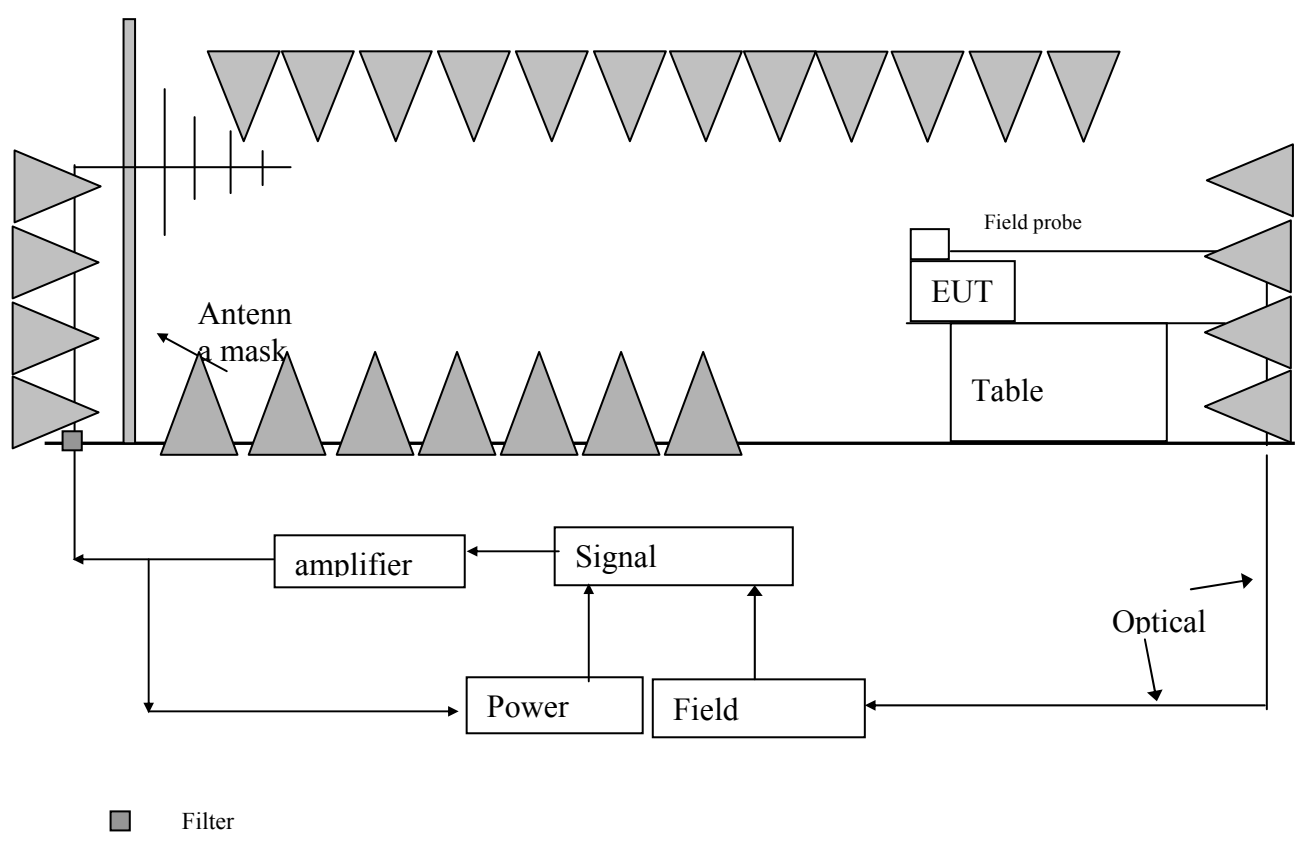 Field probe
EUT
Antenn
a mask
Table
Signal
amplifier
Optical
Power
Field
Filter